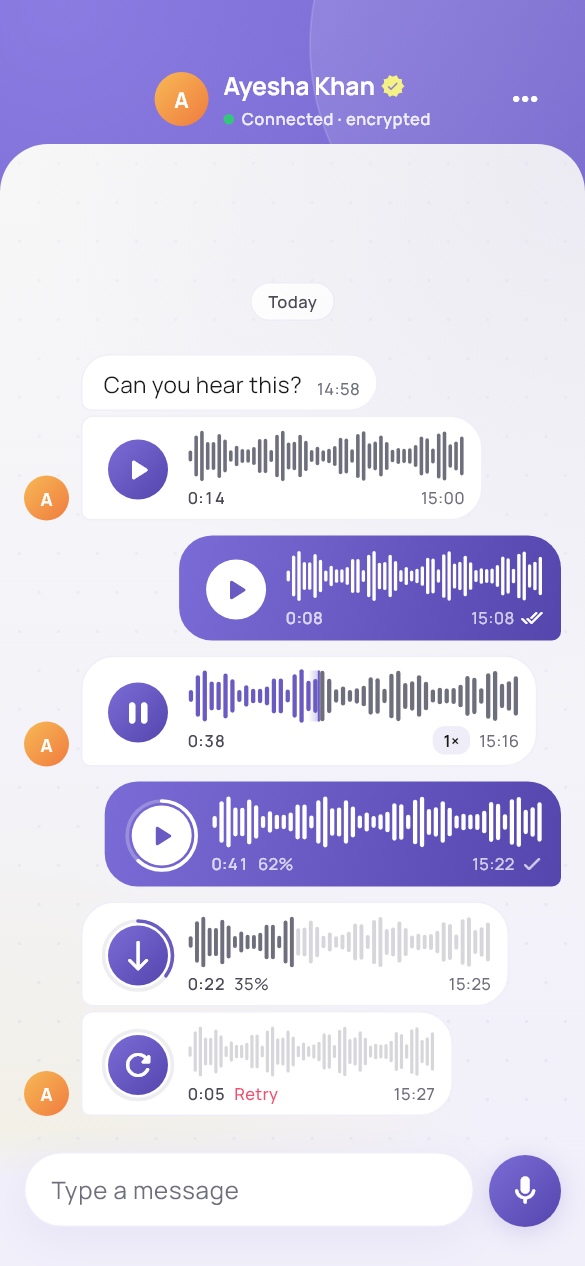 A
Ayesha Khan
Connected · encrypted
Today
Can you hear this? 14:58
0:14 15:00
A
0:08 15:08
0:38 1× 15:16
A
0:41 62% 15:22
0:22 35% 15:25
0:05 Retry 15:27
A
Type a message